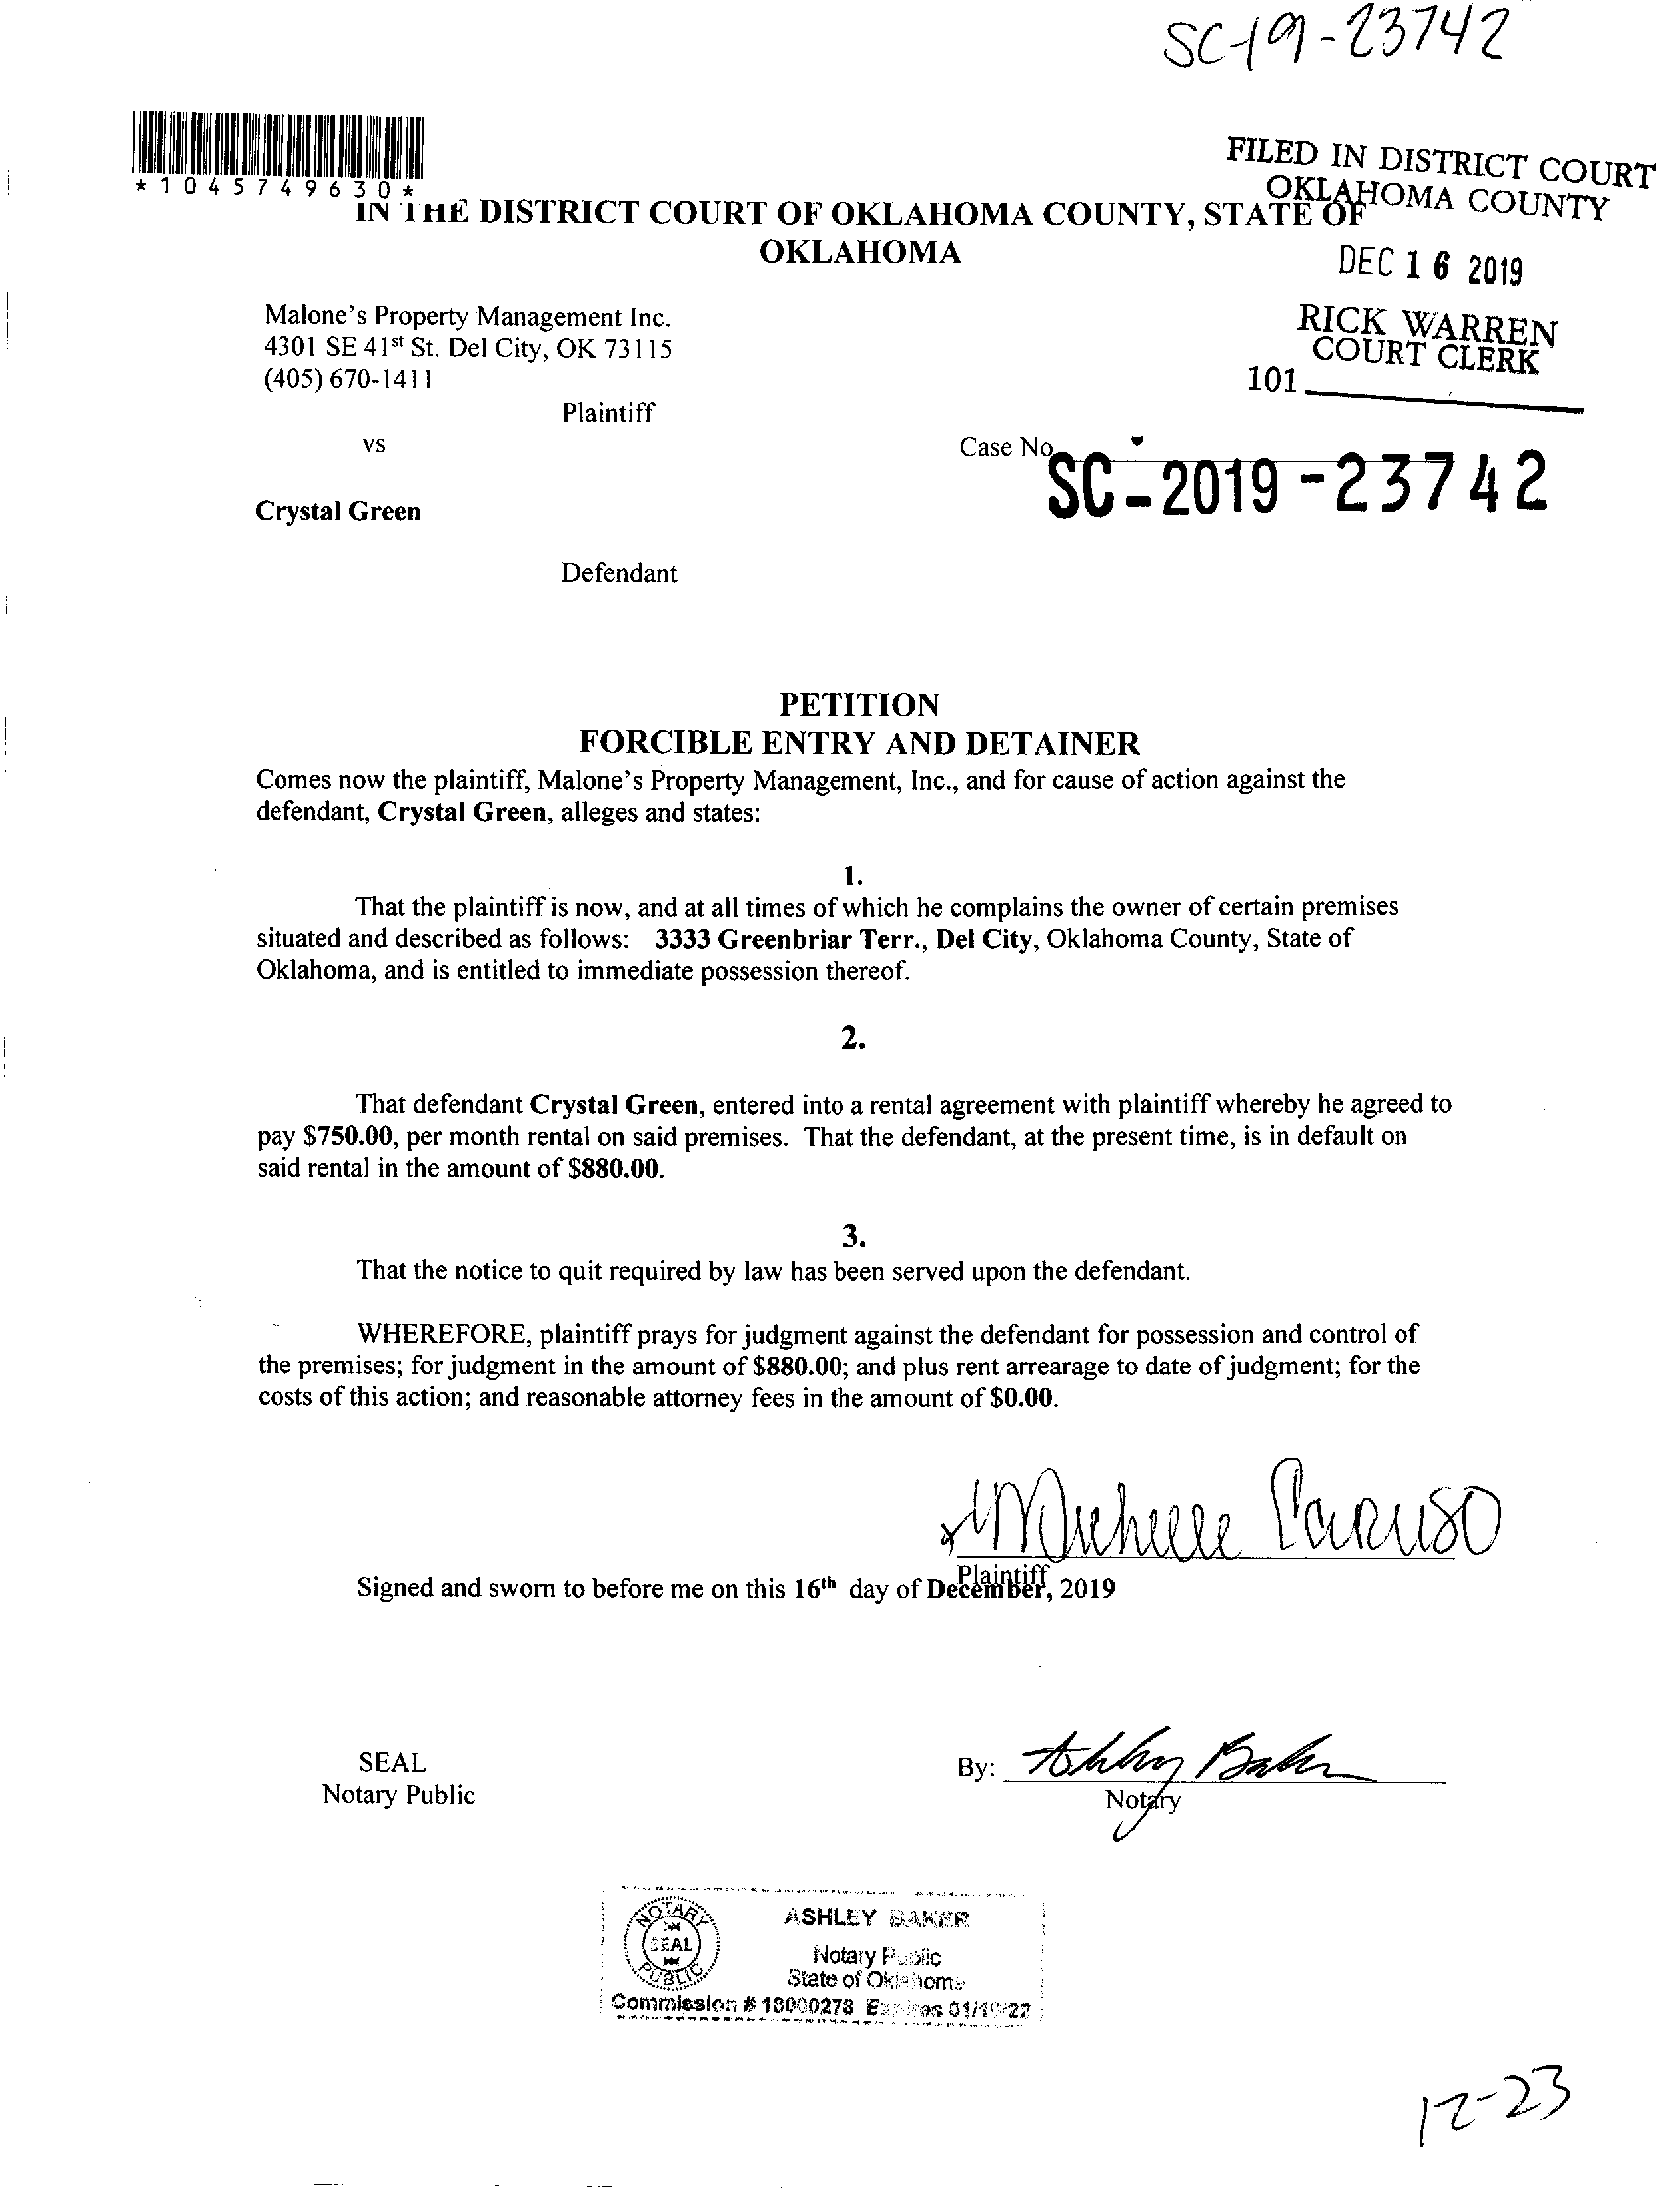 SC-19-23742
*1045749630*
FILED IN DISTRICT COURT
OKLAHOMA COUNTY
IN THE DISTRICT COURT OF OKLAHOMA COUNTY, STATE OF
OKLAHOMA
DEC 16 2019
RICK WARREN
COURT CLERK
101
Malone's Property Management Inc.
4301 SE 41st St. Del City, OK 73115
(405) 670-1411
Plaintiff
vs
Case No.
SC-2019-23742
Crystal Green
Defendant
PETITION
FORCIBLE ENTRY AND DETAINER
Comes now the plaintiff, Malone's Property Management, Inc., and for cause of action against the
defendant, Crystal Green, alleges and states:
1.
That the plaintiff is now, and at all times of which he complains the owner of certain premises
situated and described as follows: 3333 Greenbriar Terr., Del City, Oklahoma County, State of
Oklahoma, and is entitled to immediate possession thereof.
2.
That defendant Crystal Green, entered into a rental agreement with plaintiff whereby he agreed to
pay $750.00, per month rental on said premises. That the defendant, at the present time, is in default on
said rental in the amount of $880.00.
3.
That the notice to quit required by law has been served upon the defendant.
WHEREFORE, plaintiff prays for judgment against the defendant for possession and control of
the premises; for judgment in the amount of $880.00; and plus rent arrearage to date of judgment; for the
costs of this action; and reasonable attorney fees in the amount of $0.00.
Michelle Caruso
Plaintiff
Signed and sworn to before me on this 16th day of December, 2019
SEAL
Notary Public
By: Ashley Baker
Notary
NOTARY
SEAL
PUBLIC
ASHLEY BAKER
Notary Public
State of Oklahoma
Commission # Expires
12-23